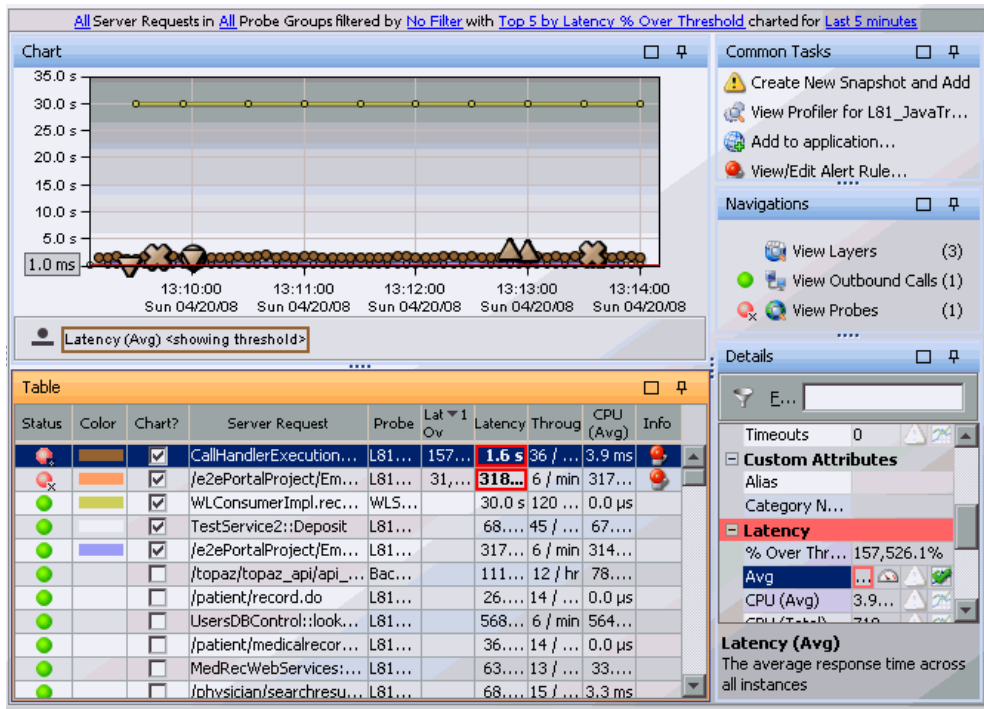 All Server Requests in All Probe Groups filtered by No Filter with Top 5 by Latency % Over Threshold charted for Last 5 minutes
Chart
35.0 s
30.0 s
25.0 s
20.0 s
15.0 s
10.0 s
5.0 s
1.0 ms
13:10:00 13:11:00 13:12:00 13:13:00 13:14:00
Sun 04/20/08 Sun 04/20/08 Sun 04/20/08 Sun 04/20/08 Sun 04/20/08
Latency (Avg) <showing threshold>
Table
Status Color Chart? Server Request Probe Lat 1 Ov Latency Throug CPU (Avg) Info
CallHandlerExecution... L81... 157... 1.6 s 36 / ... 3.9 ms
/e2ePortalProject/Em... L81... 31,... 318... 6 / min 317...
WLConsumerImpl.rec... WLS... 30.0 s 120 ... 0.0 µs
TestService2::Deposit L81... 68.... 45 / ... 67....
/e2ePortalProject/Em... L81... 317... 6 / min 314...
/topaz/topaz_api/api_... Bac... 111... 12 / hr 78....
/patient/record.do L81... 26.... 14 / ... 0.0 µs
UsersDBControl::look... L81... 568... 6 / min 564...
/patient/medicalrecor... L81... 36.... 14 / ... 0.0 µs
MedRecWebServices:... L81... 63.... 13 / ... 33....
/physician/searchresu... L81... 68.... 15 / ... 3.3 ms
Common Tasks
Create New Snapshot and Add
View Profiler for L81_JavaTr...
Add to application...
View/Edit Alert Rule...
Navigations
View Layers (3)
View Outbound Calls (1)
View Probes (1)
Details
F...
Timeouts 0
Custom Attributes
Alias
Category N...
Latency
% Over Thr... 157,526.1%
Avg ...
CPU (Avg) 3.9...
CPU (Total) 719
Latency (Avg)
The average response time across
all instances